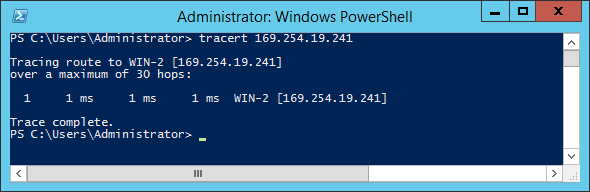 Administrator: Windows PowerShell
PS C:\Users\Administrator> tracert 169.254.19.241
Tracing route to WIN-2 [169.254.19.241]
over a maximum of 30 hops:
1 1 ms 1 ms 1 ms WIN-2 [169.254.19.241]
Trace complete.
PS C:\Users\Administrator>